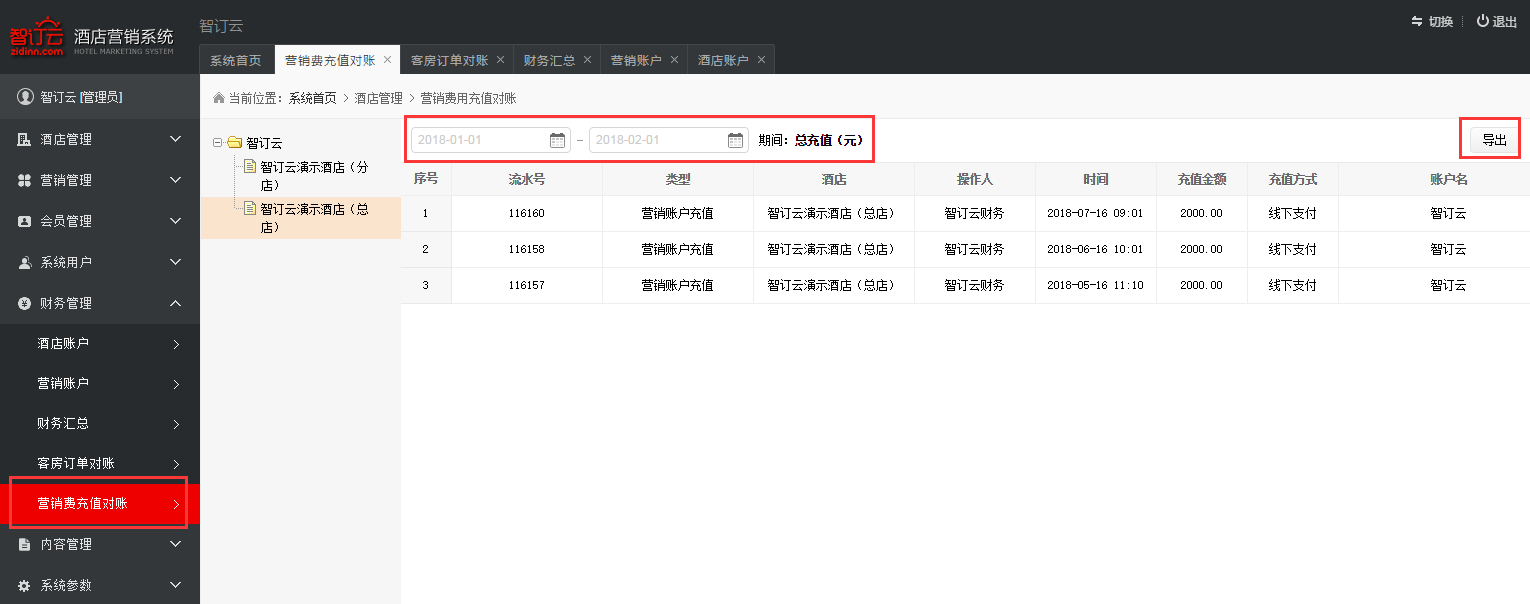 智订云
zidinn.com
酒店营销系统
HOTEL MARKETING SYSTEM
智订云
切换
退出
系统首页
营销费充值对账
客房订单对账
财务汇总
营销账户
酒店账户
智订云 [管理员]
酒店管理
营销管理
会员管理
系统用户
财务管理
酒店账户
营销账户
财务汇总
客房订单对账
营销费充值对账
内容管理
系统参数
当前位置: 系统首页 > 酒店管理 > 营销费用充值对账
智订云
智订云演示酒店（分
店）
智订云演示酒店（总
店）
2018-01-01 – 2018-02-01 期间: 总充值（元）
导出
序号 流水号 类型 酒店 操作人 时间 充值金额 充值方式 账户名
1 116160 营销账户充值 智订云演示酒店（总店） 智订云财务 2018-07-16 09:01 2000.00 线下支付 智订云
2 116158 营销账户充值 智订云演示酒店（总店） 智订云财务 2018-06-16 10:01 2000.00 线下支付 智订云
3 116157 营销账户充值 智订云演示酒店（总店） 智订云财务 2018-05-16 11:10 2000.00 线下支付 智订云